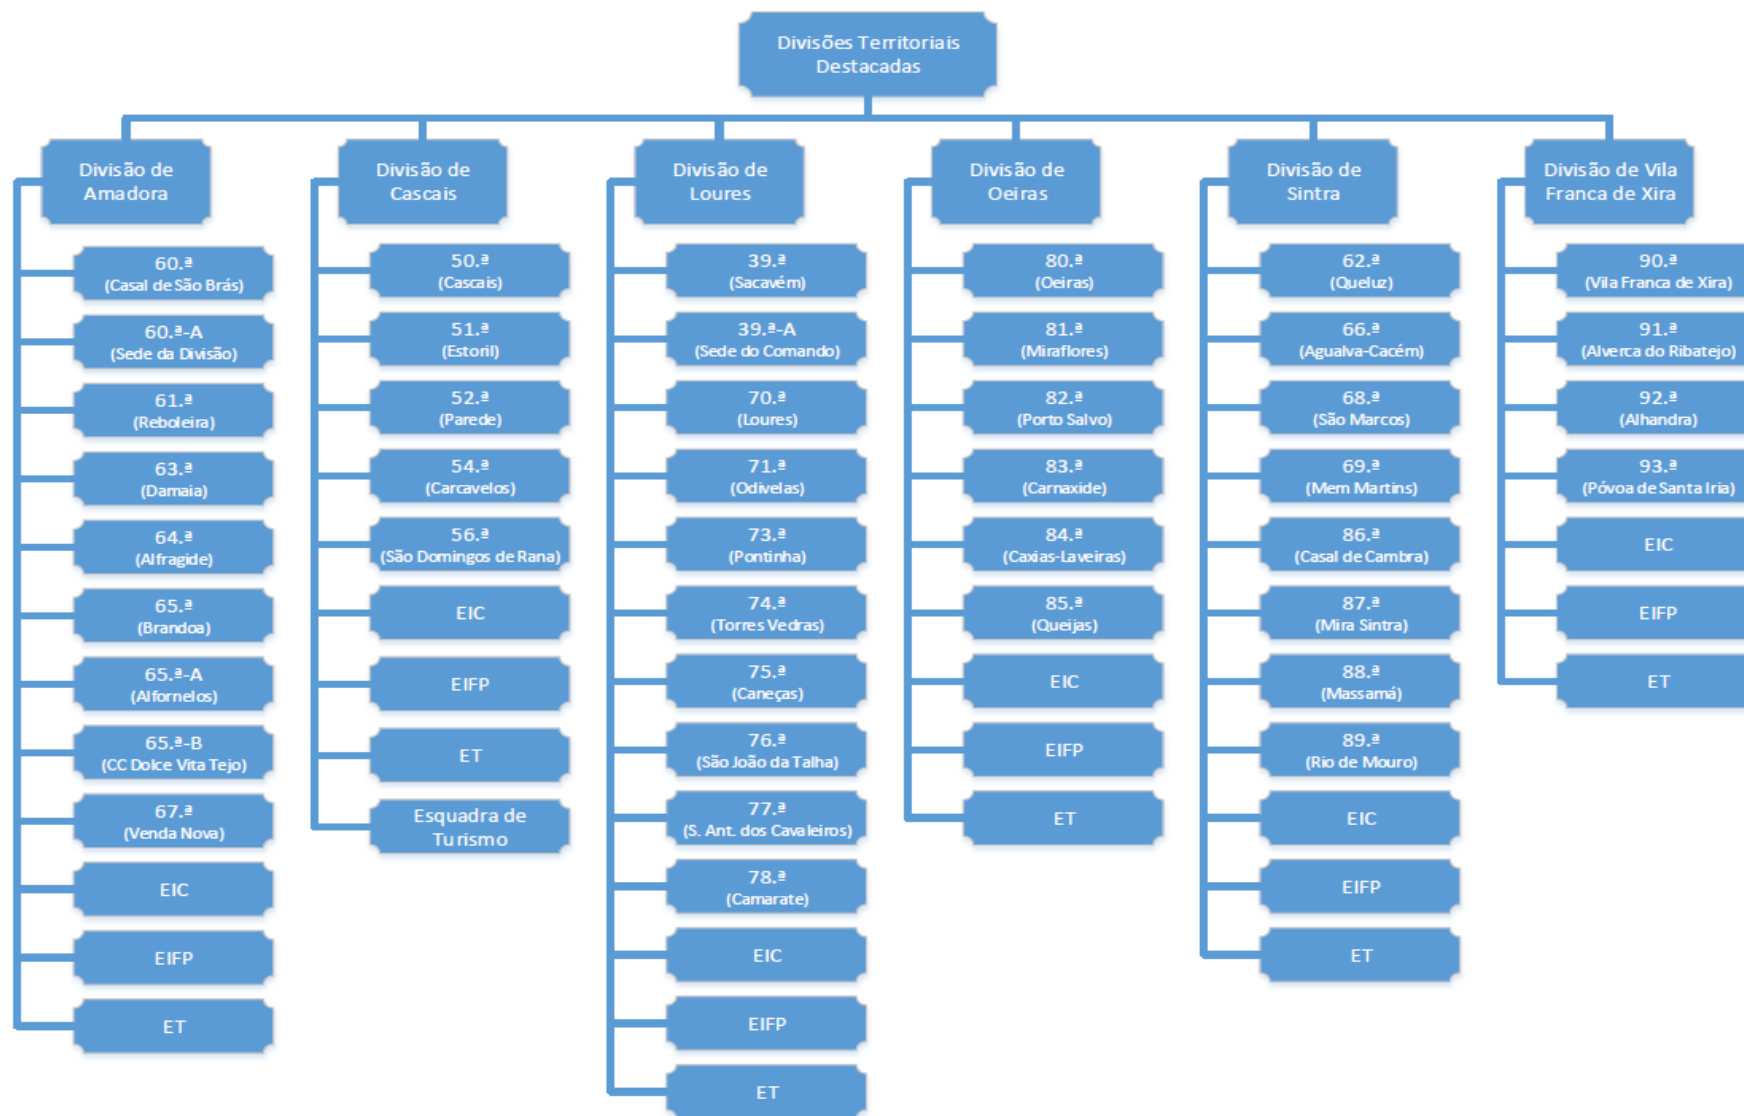 Divisões Territoriais
Destacadas
Divisão de
Amadora
60.ª
(Casal de São Brás)
60.ª-A
(Sede da Divisão)
61.ª
(Reboleira)
63.ª
(Damaia)
64.ª
(Alfragide)
65.ª
(Brandoa)
65.ª-A
(Alfornelos)
65.ª-B
(CC Dolce Vita Tejo)
67.ª
(Venda Nova)
EIC
EIFP
ET
Divisão de
Cascais
50.ª
(Cascais)
51.ª
(Estoril)
52.ª
(Parede)
54.ª
(Carcavelos)
56.ª
(São Domingos de Rana)
EIC
EIFP
ET
Esquadra de
Turismo
Divisão de
Loures
39.ª
(Sacavém)
39.ª-A
(Sede do Comando)
70.ª
(Loures)
71.ª
(Odivelas)
73.ª
(Pontinha)
74.ª
(Torres Vedras)
75.ª
(Caneças)
76.ª
(São João da Talha)
77.ª
(S. Ant. dos Cavaleiros)
78.ª
(Camarate)
EIC
EIFP
ET
Divisão de
Oeiras
80.ª
(Oeiras)
81.ª
(Miraflores)
82.ª
(Porto Salvo)
83.ª
(Carnaxide)
84.ª
(Caxias-Laveiras)
85.ª
(Queijas)
EIC
EIFP
ET
Divisão de
Sintra
62.ª
(Queluz)
66.ª
(Agualva-Cacém)
68.ª
(São Marcos)
69.ª
(Mem Martins)
86.ª
(Casal de Cambra)
87.ª
(Mira Sintra)
88.ª
(Massamá)
89.ª
(Rio de Mouro)
EIC
EIFP
ET
Divisão de Vila
Franca de Xira
90.ª
(Vila Franca de Xira)
91.ª
(Alverca do Ribatejo)
92.ª
(Alhandra)
93.ª
(Póvoa de Santa Iria)
EIC
EIFP
ET